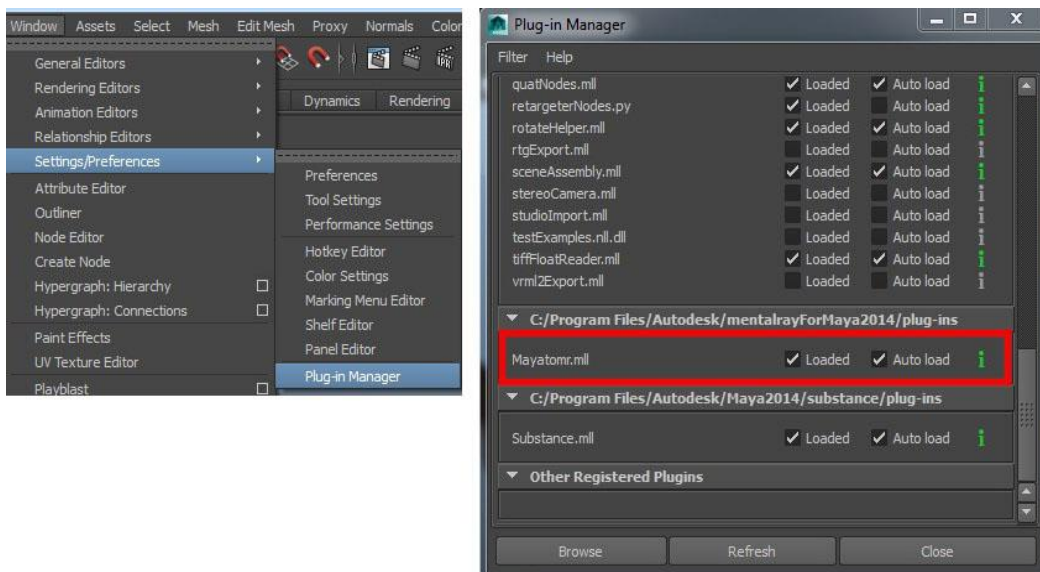 Window Assets Select Mesh Edit Mesh Proxy Normals Color
General Editors
Rendering Editors
Animation Editors
Relationship Editors
Settings/Preferences
Attribute Editor
Outliner
Node Editor
Create Node
Hypergraph: Hierarchy
Hypergraph: Connections
Paint Effects
UV Texture Editor
Playblast
IPR
Dynamics Rendering
Preferences
Tool Settings
Performance Settings
Hotkey Editor
Color Settings
Marking Menu Editor
Shelf Editor
Panel Editor
Plug-in Manager
Plug-in Manager
Filter Help
quatNodes.mll Loaded Auto load i
retargeterNodes.py Loaded Auto load i
rotateHelper.mll Loaded Auto load i
rtgExport.mll Loaded Auto load i
sceneAssembly.mll Loaded Auto load i
stereoCamera.mll Loaded Auto load i
studioImport.mll Loaded Auto load i
testExamples.nll.dll Loaded Auto load i
tiffFloatReader.mll Loaded Auto load i
vrml2Export.mll Loaded Auto load i
C:/Program Files/Autodesk/mentalrayForMaya2014/plug-ins
Mayatomr.mll Loaded Auto load i
C:/Program Files/Autodesk/Maya2014/substance/plug-ins
Substance.mll Loaded Auto load i
Other Registered Plugins
Browse Refresh Close